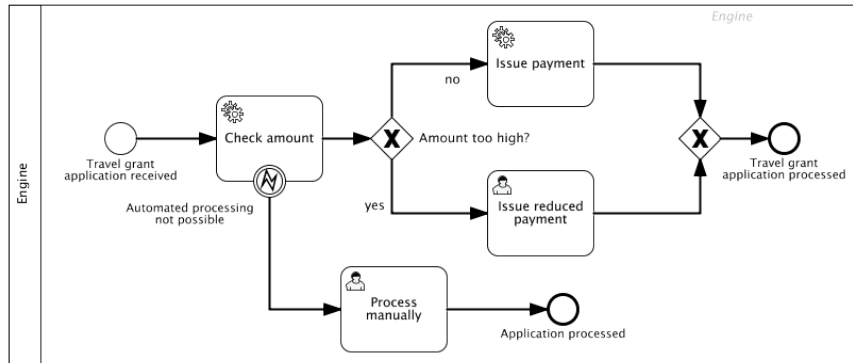 Engine
Engine
Issue payment
no
Check amount
Amount too high?
Travel grant
application received
Travel grant
application processed
yes
Issue reduced
payment
Automated processing
not possible
Process
manually
Application processed